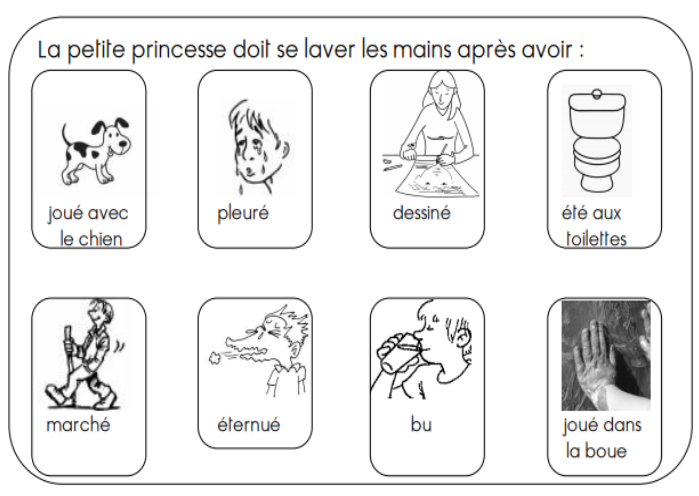 La petite princesse doit se laver les mains après avoir :
joué avec
le chien
pleuré
dessiné
été aux
toilettes
marché
éternué
bu
joué dans
la boue